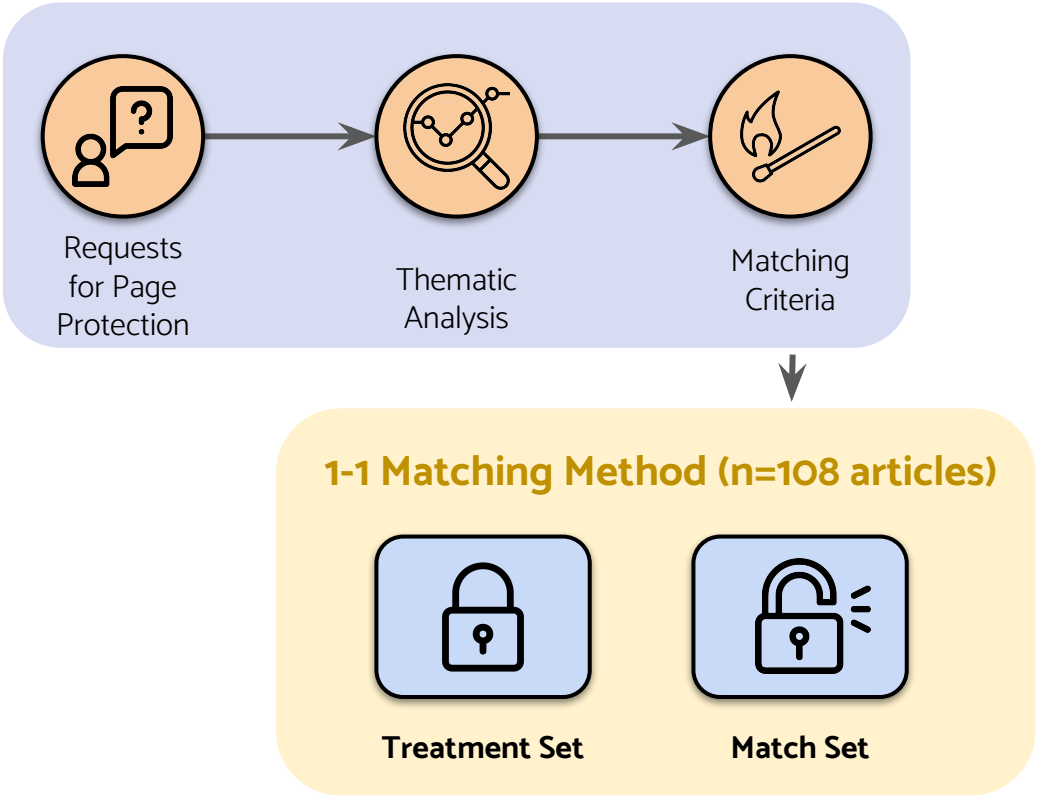 ?
Requests
for Page
Protection
Thematic
Analysis
Matching
Criteria
1-1 Matching Method (n=108 articles)
Treatment Set
Match Set